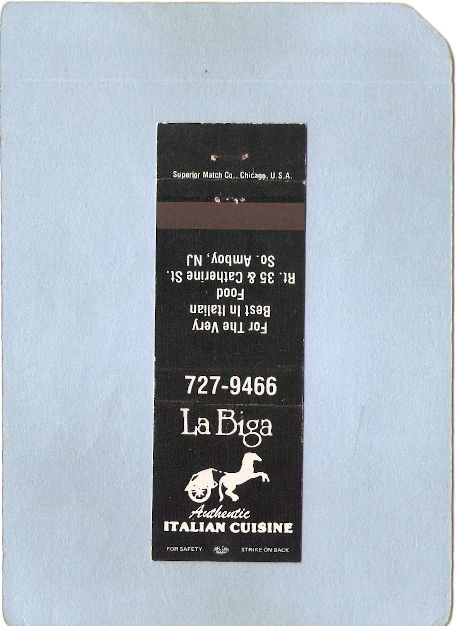 Superior Match Co., Chicago, U.S.A.
For The Very
Best In Italian
Food
Rt. 35 & Catherine St.
So. Amboy, NJ
727-9466
La Biga
Authentic
ITALIAN CUISINE
FOR SAFETY STRIKE ON BACK